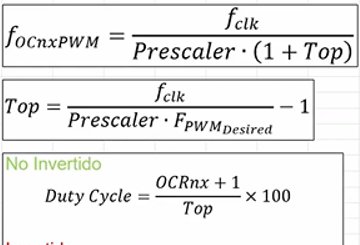 f_OCnxPWM = f_clk / (Prescaler · (1 + Top))
Top = f_clk / (Prescaler · F_PWM_Desired) − 1
No Invertido
Duty Cycle = (OCRnx + 1) / Top × 100